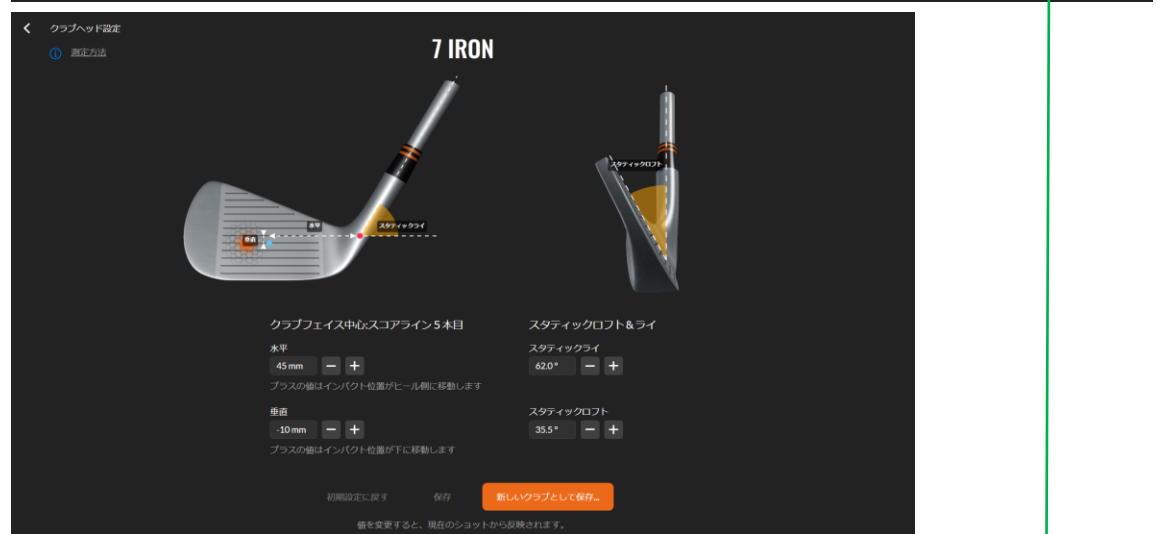 クラブヘッド設定
測定方法
7 IRON
スタティックロフト
水平
スタティックライ
垂直
クラブフェイス中心:スコアライン5本目
スタティックロフト&ライ
水平
スタティックライ
45 mm
62.0°
プラスの値はインパクト位置がヒール側に移動します
垂直
スタティックロフト
-10 mm
35.5°
プラスの値はインパクト位置が下に移動します
初期設定に戻す
保存
新しいクラブとして保存...
値を変更すると、現在のショットから反映されます。